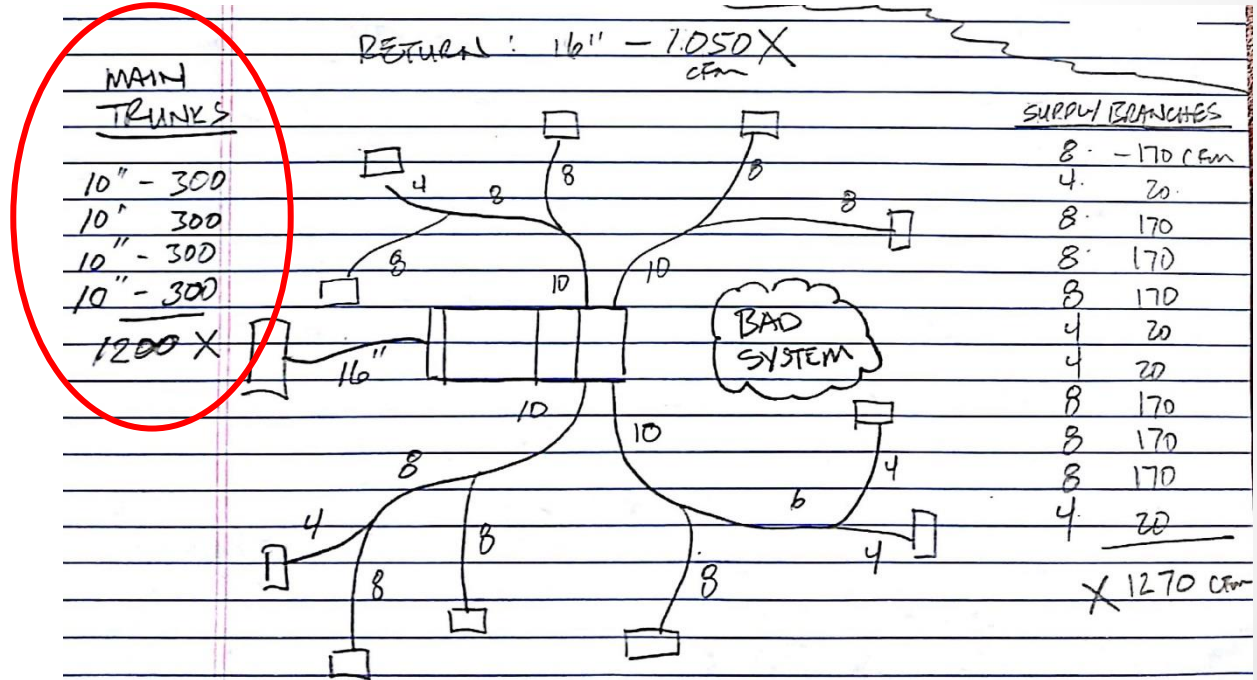 RETURN: 16" - 1050 X
CFM
MAIN
TRUNKS
10" - 300
10" 300
10" - 300
10" - 300
1200 X
SUPPLY BRANCHES
8. - 170 CFM
4. 20.
8. 170
8. 170
8 170
4 20
4 20
8 170
8 170
8 170
4. 20
X 1270 CFM
4 8 8 8 8
8
10 10
16"
BAD
SYSTEM
10 10
8 4
6
4 8 4
8 8